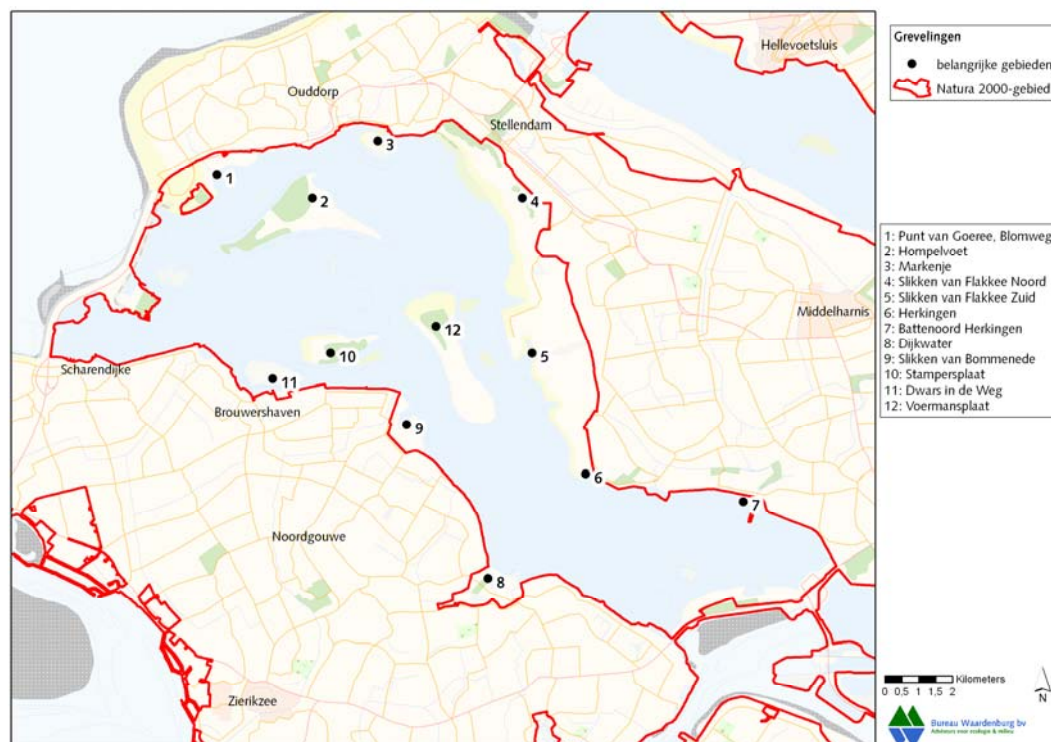 Grevelingen
belangrijke gebieden
Natura 2000-gebied
Hellevoetsluis
Ouddorp
Stellendam
3
1
2
4
1: Punt van Goeree, Blomweg
2: Hompelvoet
3: Markenje
4: Slikken van Flakkee Noord
5: Slikken van Flakkee Zuid
6: Herkingen
7: Battenoord Herkingen
8: Dijkwater
9: Slikken van Bommenede
10: Stampersplaat
11: Dwars in de Weg
12: Voermansplaat
Middelharnis
12
10
5
Scharendijke
11
Brouwershaven
9
6
7
Noordgouwe
8
Zierikzee
Kilometers
0 0,5 1 1,5 2
N
Bureau Waardenburg bv
Adviseurs voor ecologie & milieu